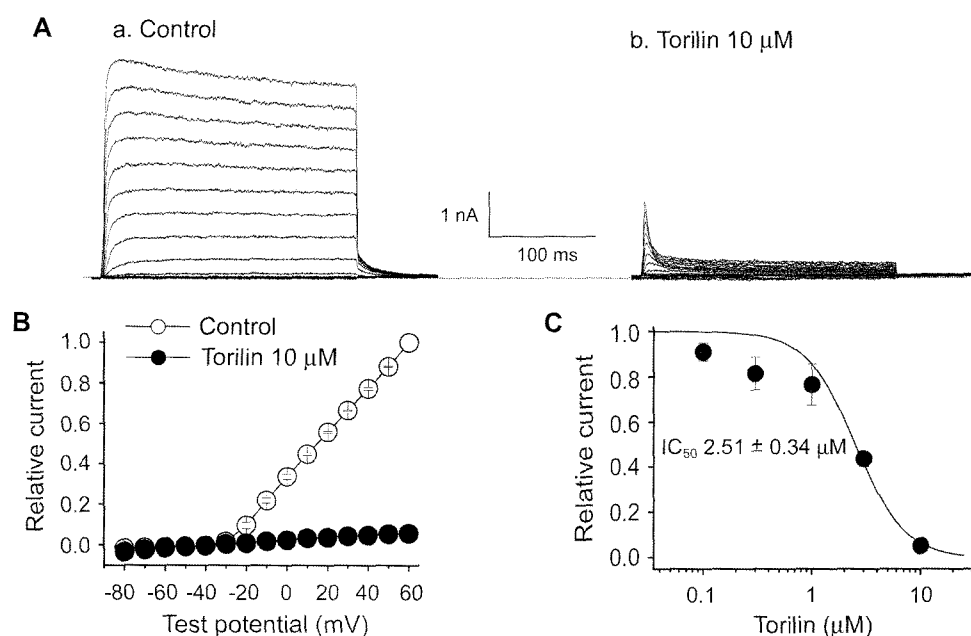 A
a. Control
b. Torilin 10 μM
1 nA
100 ms
B
Control
Torilin 10 μM
Relative current
1.0
0.8
0.6
0.4
0.2
0.0
-80 -60 -40 -20 0 20 40 60
Test potential (mV)
C
Relative current
1.0
0.8
0.6
0.4
0.2
0.0
IC50 2.51 ± 0.34 μM
0.1 1 10
Torilin (μM)